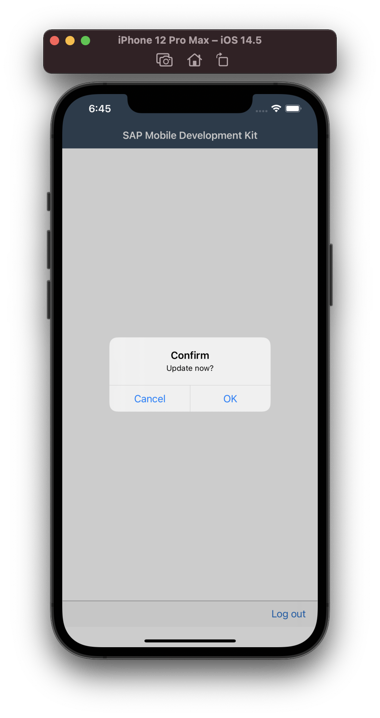 iPhone 12 Pro Max – iOS 14.5
6:45
SAP Mobile Development Kit
Confirm
Update now?
Cancel OK
Log out